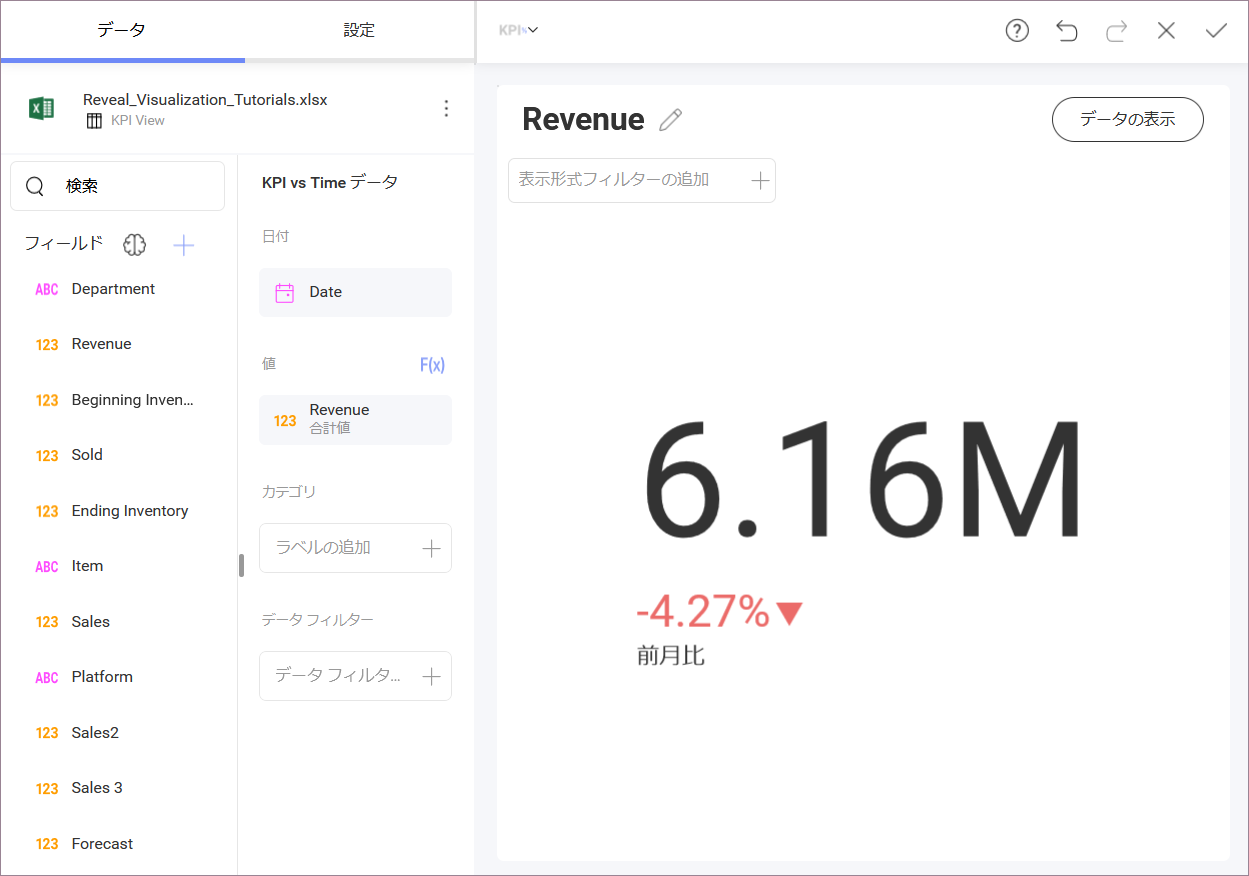 データ
設定
KPI
Reveal_Visualization_Tutorials.xlsx
KPI View
検索
フィールド
ABC Department
123 Revenue
123 Beginning Inven...
123 Sold
123 Ending Inventory
ABC Item
123 Sales
ABC Platform
123 Sales2
123 Sales 3
123 Forecast
KPI vs Time データ
日付
Date
値 F(x)
123 Revenue
合計値
カテゴリ
ラベルの追加
データ フィルター
データ フィルタ...
Revenue
データの表示
表示形式フィルターの追加
6.16M
-4.27%▼
前月比